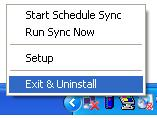 Start Schedule Sync
Run Sync Now
Setup
Exit & Uninstall